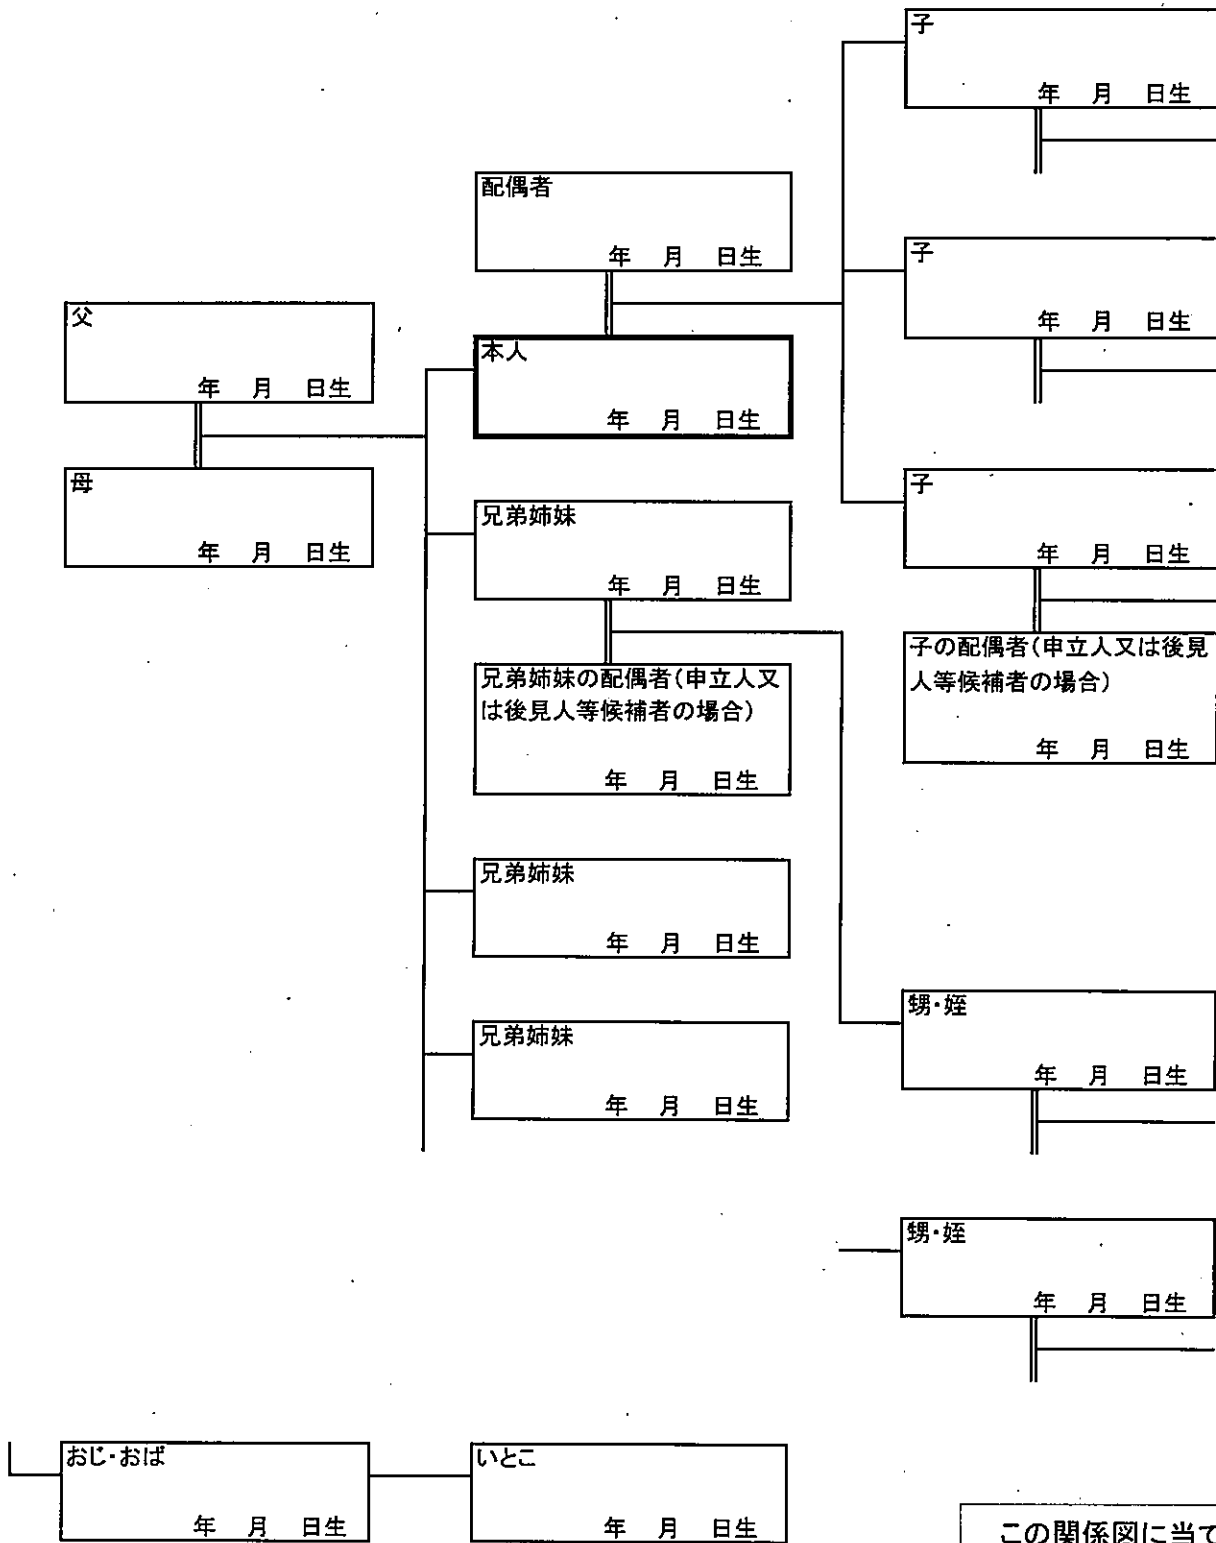 子
年 月 日生
配偶者
年 月 日生
子
年 月 日生
父
年 月 日生
本人
年 月 日生
母
年 月 日生
子
年 月 日生
兄弟姉妹
年 月 日生
子の配偶者(申立人又は後見
人等候補者の場合)
年 月 日生
兄弟姉妹の配偶者(申立人又
は後見人等候補者の場合)
年 月 日生
兄弟姉妹
年 月 日生
甥・姪
年 月 日生
兄弟姉妹
年 月 日生
甥・姪
年 月 日生
おじ・おば
年 月 日生
いとこ
年 月 日生
この関係図に当て